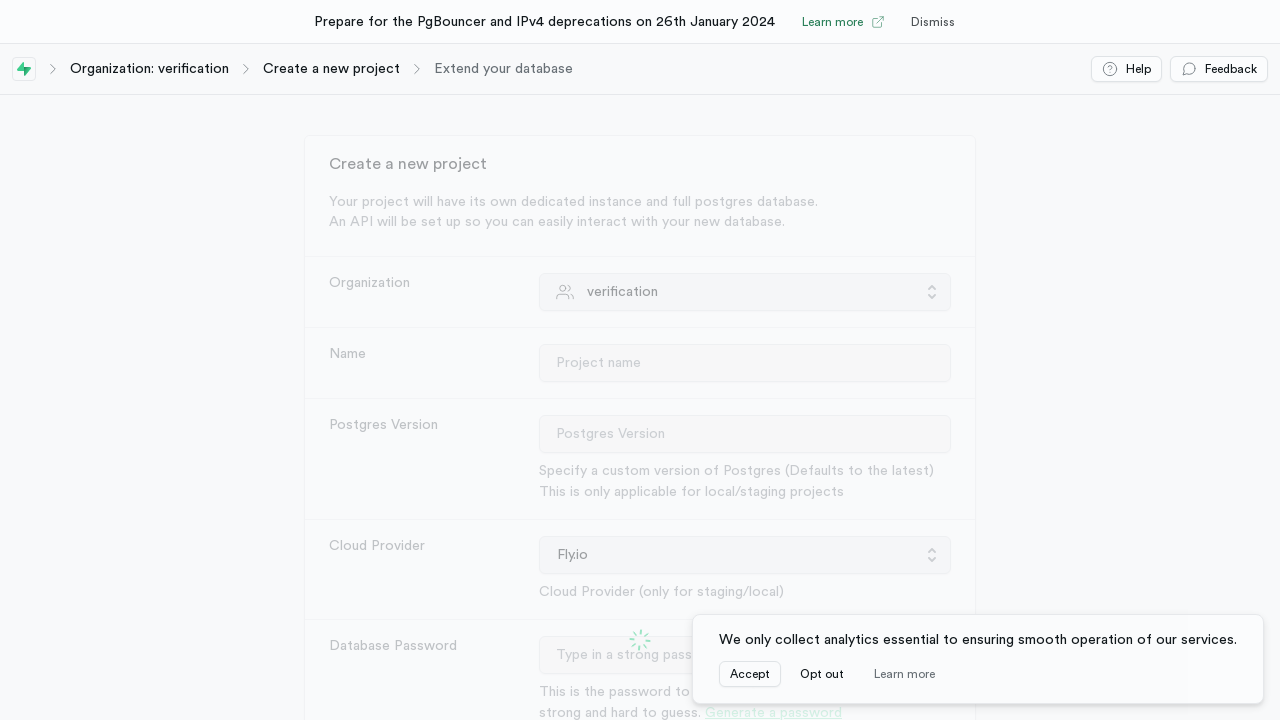 Prepare for the PgBouncer and IPv4 deprecations on 26th January 2024
Learn more
Dismiss
Organization: verification
Create a new project
Extend your database
Help
Feedback
Create a new project
Your project will have its own dedicated instance and full postgres database.
An API will be set up so you can easily interact with your new database.
Organization
verification
Name
Project name
Postgres Version
Postgres Version
Specify a custom version of Postgres (Defaults to the latest)
This is only applicable for local/staging projects
Cloud Provider
Fly.io
Cloud Provider (only for staging/local)
Database Password
Type in a strong pass
This is the password to
strong and hard to guess. Generate a password
We only collect analytics essential to ensuring smooth operation of our services.
Accept
Opt out
Learn more